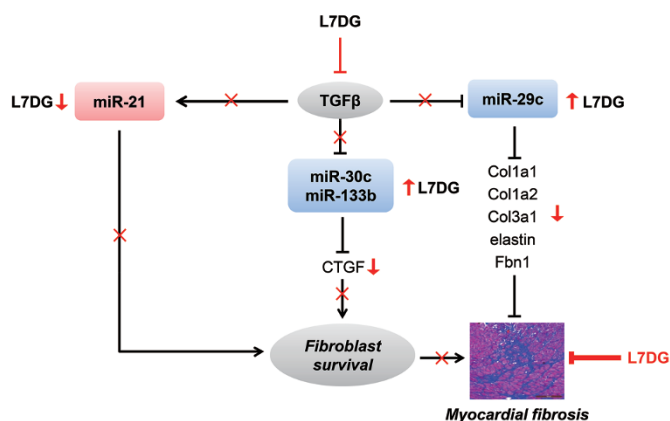 L7DG
L7DG
miR-21
TGFβ
miR-29c
L7DG
miR-30c
miR-133b
L7DG
Col1a1
Col1a2
Col3a1
elastin
Fbn1
CTGF
Fibroblast
survival
L7DG
Myocardial fibrosis